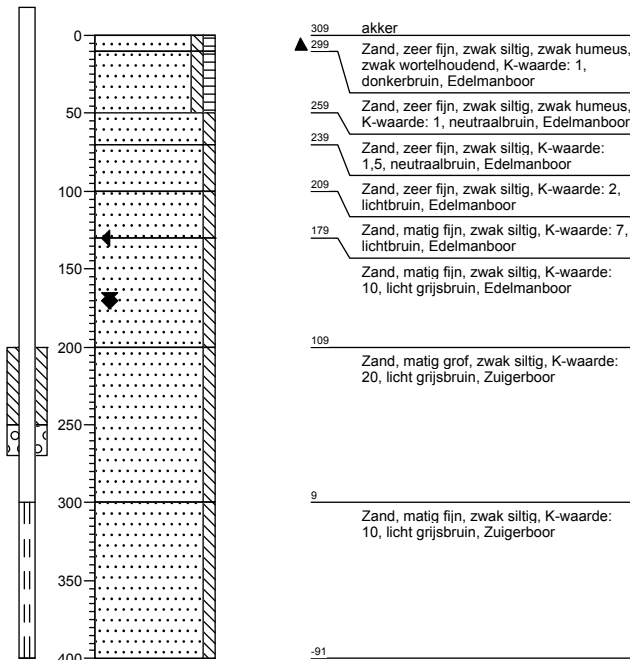 0
50
100
150
200
250
300
350
400
309 akker
299 Zand, zeer fijn, zwak siltig, zwak humeus,
zwak wortelhoudend, K-waarde: 1,
donkerbruin, Edelmanboor
259 Zand, zeer fijn, zwak siltig, zwak humeus,
K-waarde: 1, neutraalbruin, Edelmanboor
239 Zand, zeer fijn, zwak siltig, K-waarde:
1,5, neutraalbruin, Edelmanboor
209 Zand, zeer fijn, zwak siltig, K-waarde: 2,
lichtbruin, Edelmanboor
179 Zand, matig fijn, zwak siltig, K-waarde: 7,
lichtbruin, Edelmanboor
Zand, matig fijn, zwak siltig, K-waarde:
10, licht grijsbruin, Edelmanboor
109
Zand, matig grof, zwak siltig, K-waarde:
20, licht grijsbruin, Zuigerboor
9
Zand, matig fijn, zwak siltig, K-waarde:
10, licht grijsbruin, Zuigerboor
-91